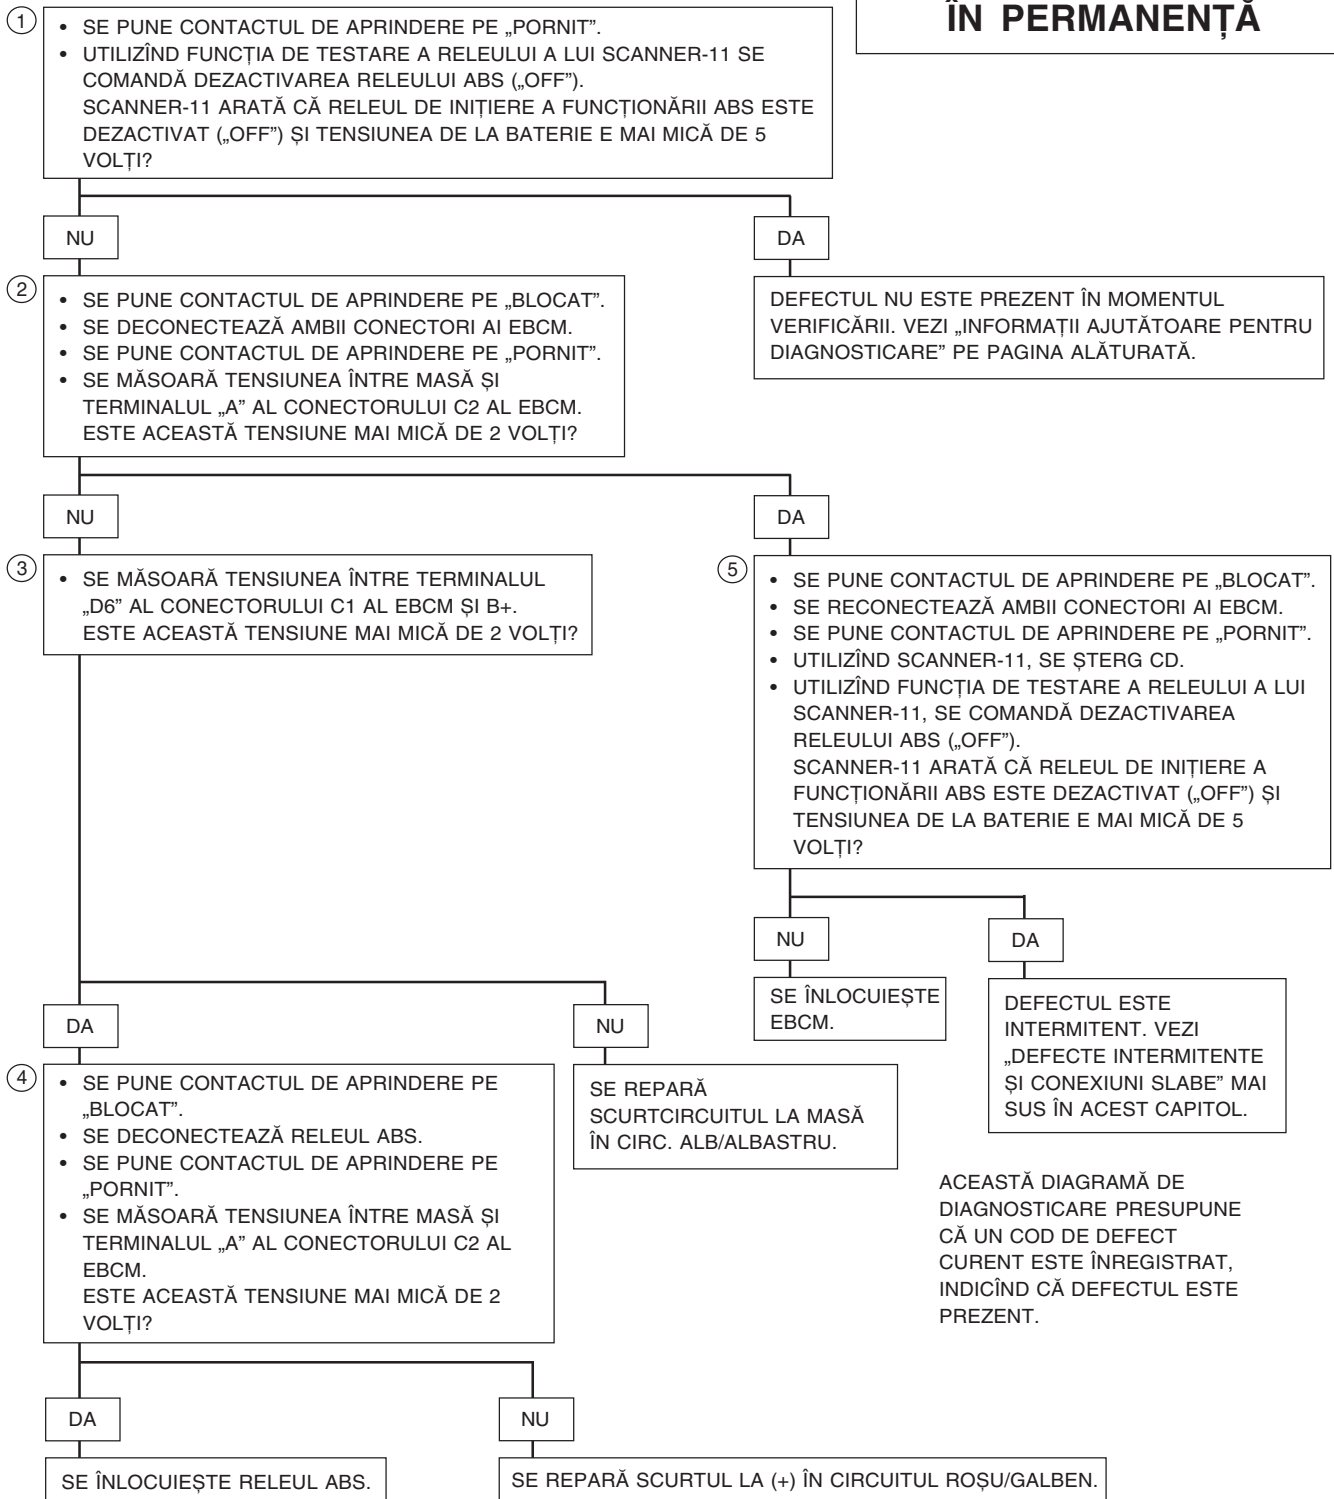 ÎN PERMANENȚĂ
1
• SE PUNE CONTACTUL DE APRINDERE PE „PORNIT”.
• UTILIZÎND FUNCȚIA DE TESTARE A RELEULUI A LUI SCANNER-11 SE
COMANDĂ DEZACTIVAREA RELEULUI ABS („OFF”).
SCANNER-11 ARATĂ CĂ RELEUL DE INIȚIERE A FUNCȚIONĂRII ABS ESTE
DEZACTIVAT („OFF”) ȘI TENSIUNEA DE LA BATERIE E MAI MICĂ DE 5
VOLȚI?
NU
DA
2
• SE PUNE CONTACTUL DE APRINDERE PE „BLOCAT”.
• SE DECONECTEAZĂ AMBII CONECTORI AI EBCM.
• SE PUNE CONTACTUL DE APRINDERE PE „PORNIT”.
• SE MĂSOARĂ TENSIUNEA ÎNTRE MASĂ ȘI
TERMINALUL „A” AL CONECTORULUI C2 AL EBCM.
ESTE ACEASTĂ TENSIUNE MAI MICĂ DE 2 VOLȚI?
DEFECTUL NU ESTE PREZENT ÎN MOMENTUL
VERIFICĂRII. VEZI „INFORMAȚII AJUTĂTOARE PENTRU
DIAGNOSTICARE” PE PAGINA ALĂTURATĂ.
NU
DA
3
• SE MĂSOARĂ TENSIUNEA ÎNTRE TERMINALUL
„D6” AL CONECTORULUI C1 AL EBCM ȘI B+.
ESTE ACEASTĂ TENSIUNE MAI MICĂ DE 2 VOLȚI?
5
• SE PUNE CONTACTUL DE APRINDERE PE „BLOCAT”.
• SE RECONECTEAZĂ AMBII CONECTORI AI EBCM.
• SE PUNE CONTACTUL DE APRINDERE PE „PORNIT”.
• UTILIZÎND SCANNER-11, SE ȘTERG CD.
• UTILIZÎND FUNCȚIA DE TESTARE A RELEULUI A LUI
SCANNER-11, SE COMANDĂ DEZACTIVAREA
RELEULUI ABS („OFF”).
SCANNER-11 ARATĂ CĂ RELEUL DE INIȚIERE A
FUNCȚIONĂRII ABS ESTE DEZACTIVAT („OFF”) ȘI
TENSIUNEA DE LA BATERIE E MAI MICĂ DE 5
VOLȚI?
NU
DA
SE ÎNLOCUIEȘTE
EBCM.
DEFECTUL ESTE
INTERMITENT. VEZI
„DEFECTE INTERMITENTE
ȘI CONEXIUNI SLABE” MAI
SUS ÎN ACEST CAPITOL.
DA
NU
4
• SE PUNE CONTACTUL DE APRINDERE PE
„BLOCAT”.
• SE DECONECTEAZĂ RELEUL ABS.
• SE PUNE CONTACTUL DE APRINDERE PE
„PORNIT”.
• SE MĂSOARĂ TENSIUNEA ÎNTRE MASĂ ȘI
TERMINALUL „A” AL CONECTORULUI C2 AL
EBCM.
ESTE ACEASTĂ TENSIUNE MAI MICĂ DE 2
VOLȚI?
SE REPARĂ
SCURTCIRCUITUL LA MASĂ
ÎN CIRC. ALB/ALBASTRU.
ACEASTĂ DIAGRAMĂ DE
DIAGNOSTICARE PRESUPUNE
CĂ UN COD DE DEFECT
CURENT ESTE ÎNREGISTRAT,
INDICÎND CĂ DEFECTUL ESTE
PREZENT.
DA
NU
SE ÎNLOCUIEȘTE RELEUL ABS.
SE REPARĂ SCURTUL LA (+) ÎN CIRCUITUL ROȘU/GALBEN.